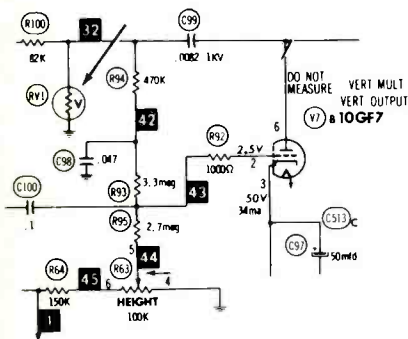 R100
32
C99
82K
.0082 1KV
RV1
V
R94
470K
DO NOT
MEASURE
VERT MULT
VERT OUTPUT
V7 B 10GF7
42
6
C98
.047
R92
1000Ω
2.5V
2
R93
3.3meg
43
3
50V
34ma
C100
.1
R95
2.7meg
C513 C
C97
+
50mfd
44
5
R64
45
6
R63
4
150K
HEIGHT
100K
1